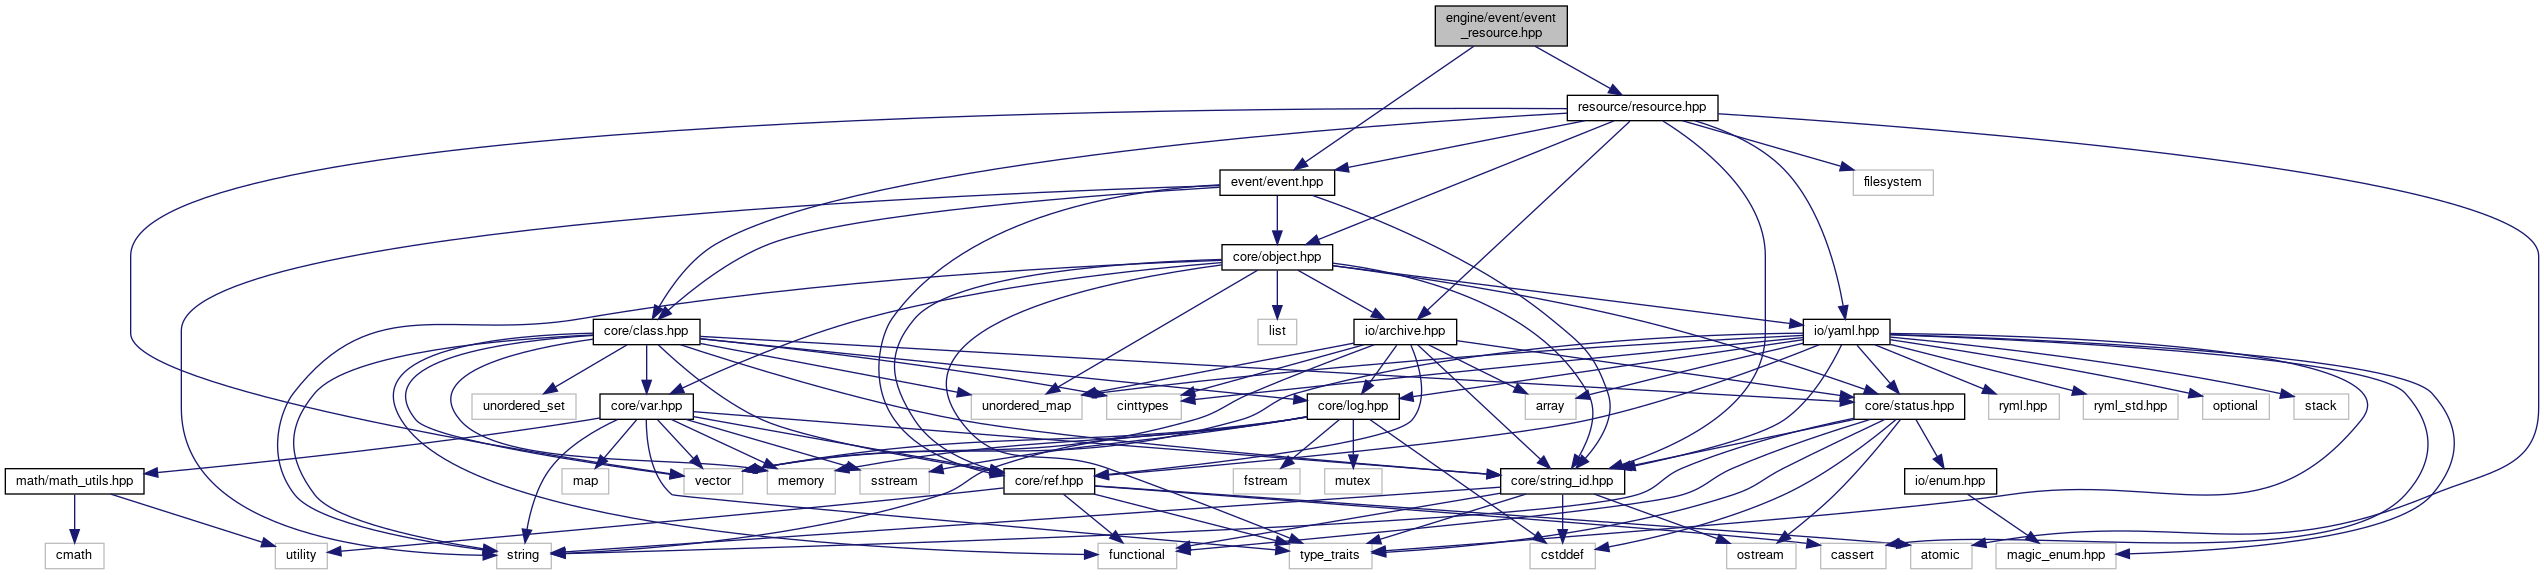 engine/event/event
_resource.hpp
resource/resource.hpp
event/event.hpp
filesystem
core/object.hpp
core/class.hpp
list
io/archive.hpp
io/yaml.hpp
unordered_set
core/var.hpp
unordered_map
cinttypes
core/log.hpp
array
core/status.hpp
ryml.hpp
ryml_std.hpp
optional
stack
math/math_utils.hpp
map
vector
memory
sstream
core/ref.hpp
fstream
mutex
core/string_id.hpp
io/enum.hpp
cmath
utility
string
functional
type_traits
cstddef
ostream
cassert
atomic
magic_enum.hpp